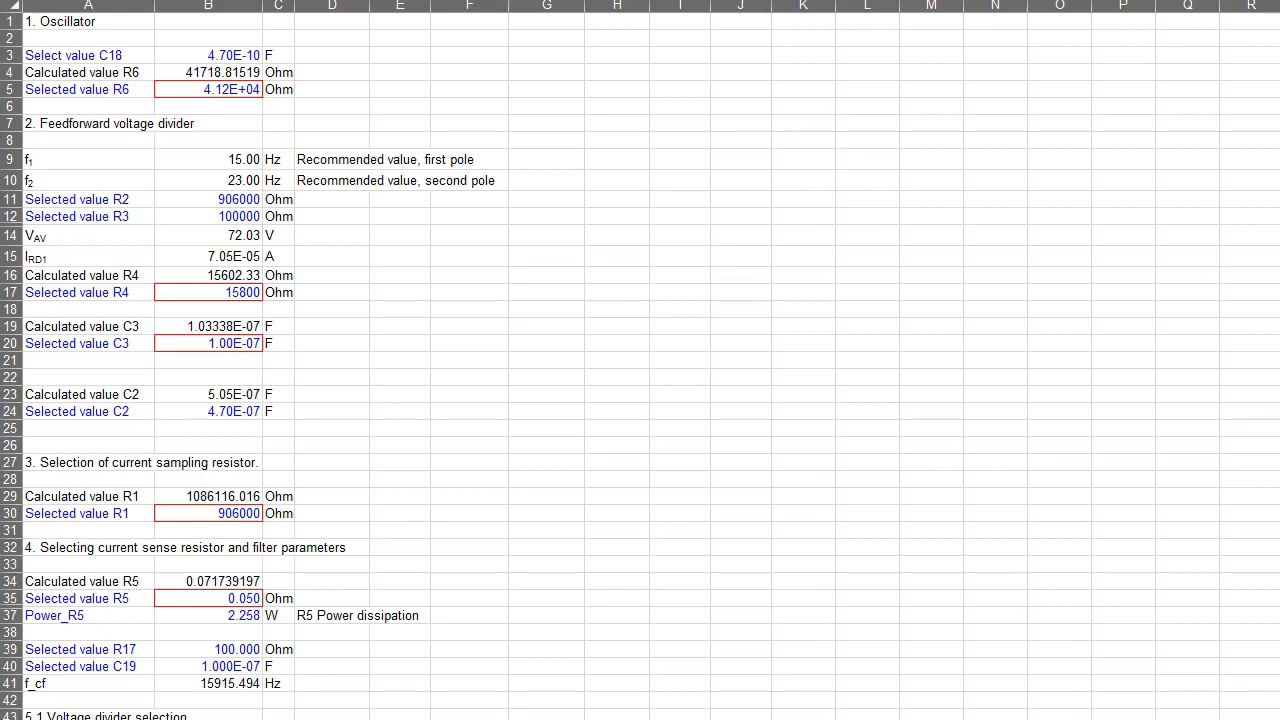 A B C D E F G H I J K L M N O P Q R
1 1. Oscillator
2
3 Select value C18 4.70E-10 F
4 Calculated value R6 41718.81519 Ohm
5 Selected value R6 4.12E+04 Ohm
6
7 2. Feedforward voltage divider
8
9 f1 15.00 Hz Recommended value, first pole
10 f2 23.00 Hz Recommended value, second pole
11 Selected value R2 906000 Ohm
12 Selected value R3 100000 Ohm
14 VAV 72.03 V
15 IRD1 7.05E-05 A
16 Calculated value R4 15602.33 Ohm
17 Selected value R4 15800 Ohm
18
19 Calculated value C3 1.03338E-07 F
20 Selected value C3 1.00E-07 F
21
22
23 Calculated value C2 5.05E-07 F
24 Selected value C2 4.70E-07 F
25
26
27 3. Selection of current sampling resistor.
28
29 Calculated value R1 1086116.016 Ohm
30 Selected value R1 906000 Ohm
31
32 4. Selecting current sense resistor and filter parameters
33
34 Calculated value R5 0.071739197
35 Selected value R5 0.050 Ohm
37 Power_R5 2.258 W R5 Power dissipation
38
39 Selected value R17 100.000 Ohm
40 Selected value C19 1.000E-07 F
41 f_cf 15915.494 Hz
42
43 5.1 Voltage divider selection